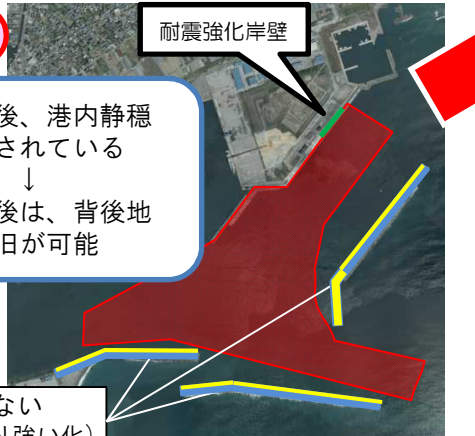 耐震強化岸壁
後、港内静穏
されている
↓
後は、背後地
旧が可能
ない
り強い化）